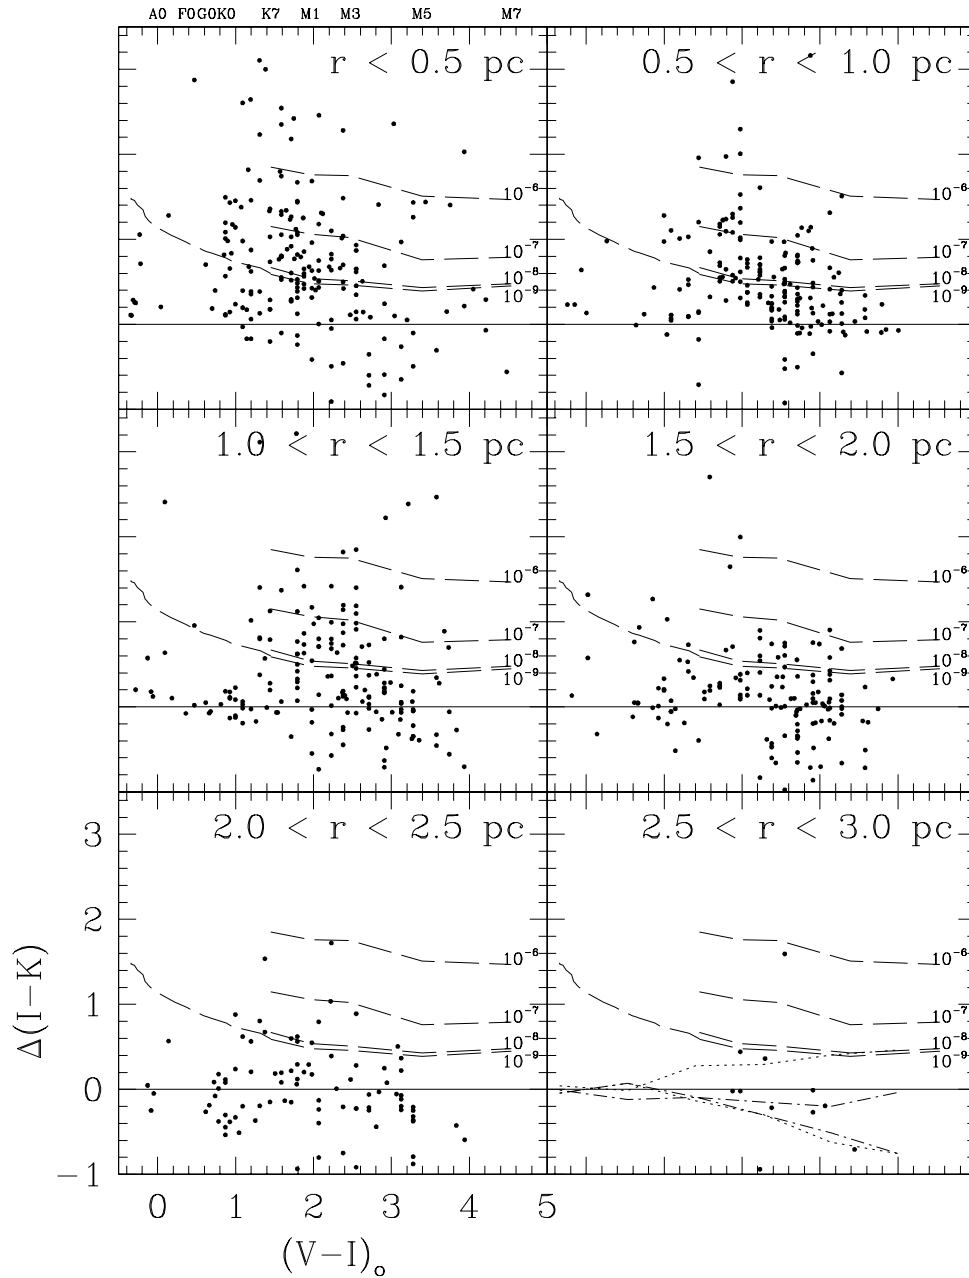 A0 F0 G0 K0 K7 M1 M3 M5 M7
r < 0.5 pc
0.5 < r < 1.0 pc
10⁻⁶
10⁻⁶
10⁻⁷
10⁻⁷
10⁻⁸
10⁻⁸
10⁻⁹
10⁻⁹
1.0 < r < 1.5 pc
1.5 < r < 2.0 pc
10⁻⁶
10⁻⁶
10⁻⁷
10⁻⁷
10⁻⁸
10⁻⁸
10⁻⁹
10⁻⁹
2.0 < r < 2.5 pc
2.5 < r < 3.0 pc
3
2
1
0
−1
10⁻⁶
10⁻⁶
10⁻⁷
10⁻⁷
10⁻⁸
10⁻⁸
10⁻⁹
10⁻⁹
Δ(I−K)
0 1 2 3 4 5
(V−I)₀